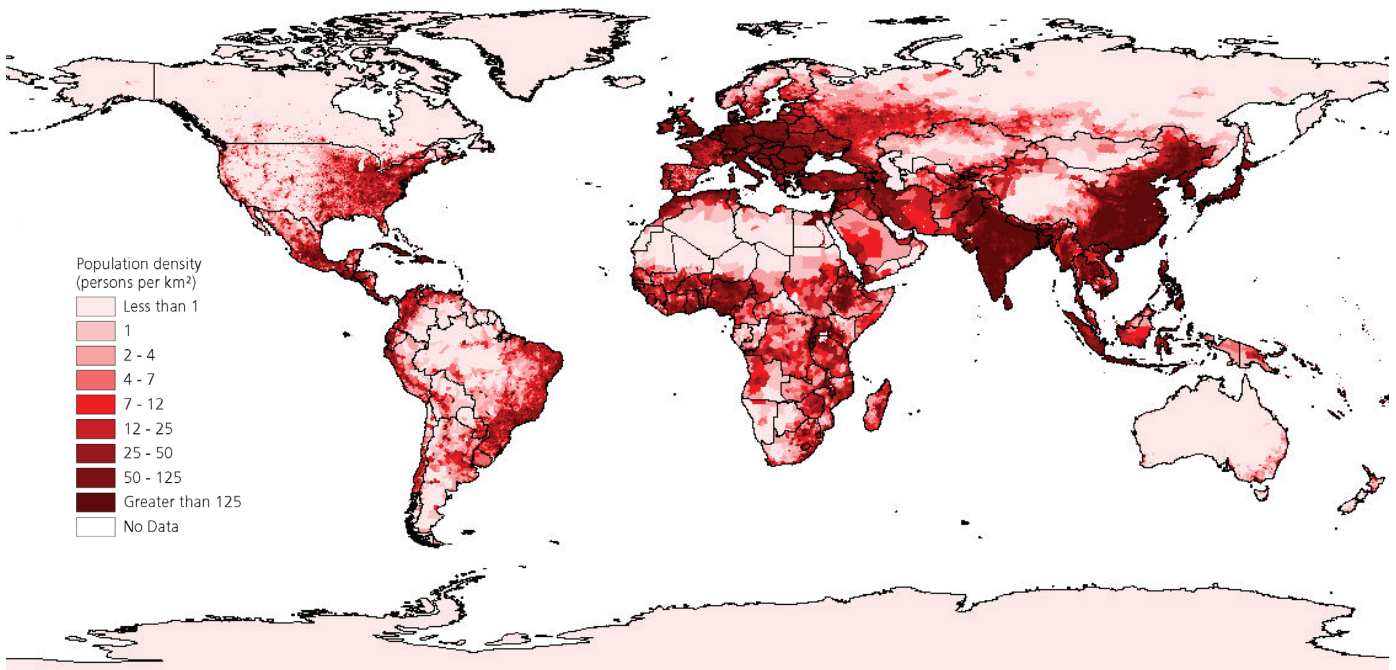 Population density
(persons per km²)
Less than 1
1
2 - 4
4 - 7
7 - 12
12 - 25
25 - 50
50 - 125
Greater than 125
No Data